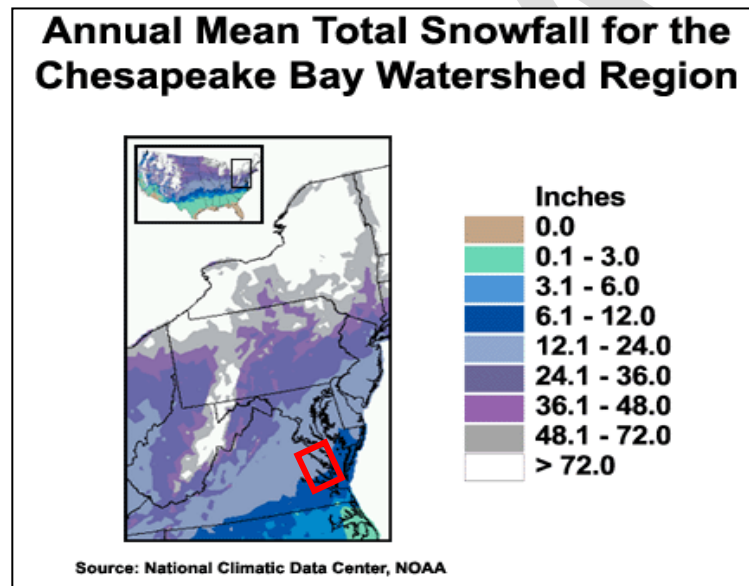 Annual Mean Total Snowfall for the
Chesapeake Bay Watershed Region
Inches
0.0
0.1 - 3.0
3.1 - 6.0
6.1 - 12.0
12.1 - 24.0
24.1 - 36.0
36.1 - 48.0
48.1 - 72.0
> 72.0
Source: National Climatic Data Center, NOAA